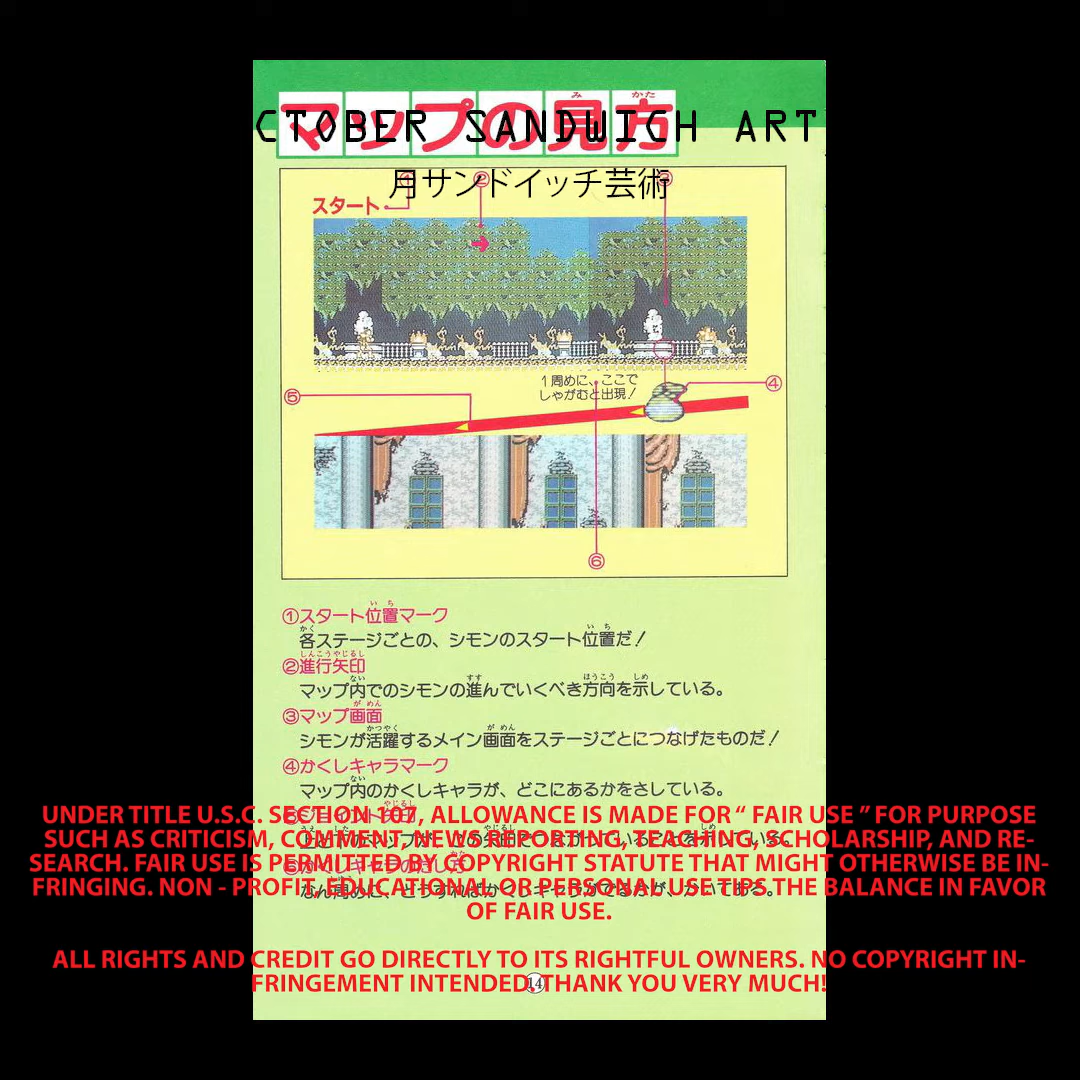 マップの見方
CTOBER SANDWICH ART
月サンドイッチ芸術
① ② ③
スタート
1周めに、ここで
しゃがむと出現！
④
⑤
⑥
①スタート位置マーク
各ステージごとの、シモンのスタート位置だ！
②進行矢印
マップ内でのシモンの進んでいくべき方向を示している。
③マップ画面
シモンが活躍するメイン画面をステージごとにつなげたものだ！
④かくしキャラマーク
マップ内のかくしキャラが、どこにあるかをさしている。
UNDER TITLE U.S.C. SECTION 107, ALLOWANCE IS MADE FOR “ FAIR USE ” FOR PURPOSE
SUCH AS CRITICISM, COMMENT, NEWS REPORTING, TEACHING, SCHOLARSHIP, AND RE-
SEARCH. FAIR USE IS PERMITTED BY COPYRIGHT STATUTE THAT MIGHT OTHERWISE BE IN-
FRINGING. NON - PROFIT, EDUCATIONAL OR PERSONAL USE TIPS THE BALANCE IN FAVOR
OF FAIR USE.
ALL RIGHTS AND CREDIT GO DIRECTLY TO ITS RIGHTFUL OWNERS. NO COPYRIGHT IN-
FRINGEMENT INTENDED. THANK YOU VERY MUCH!
14